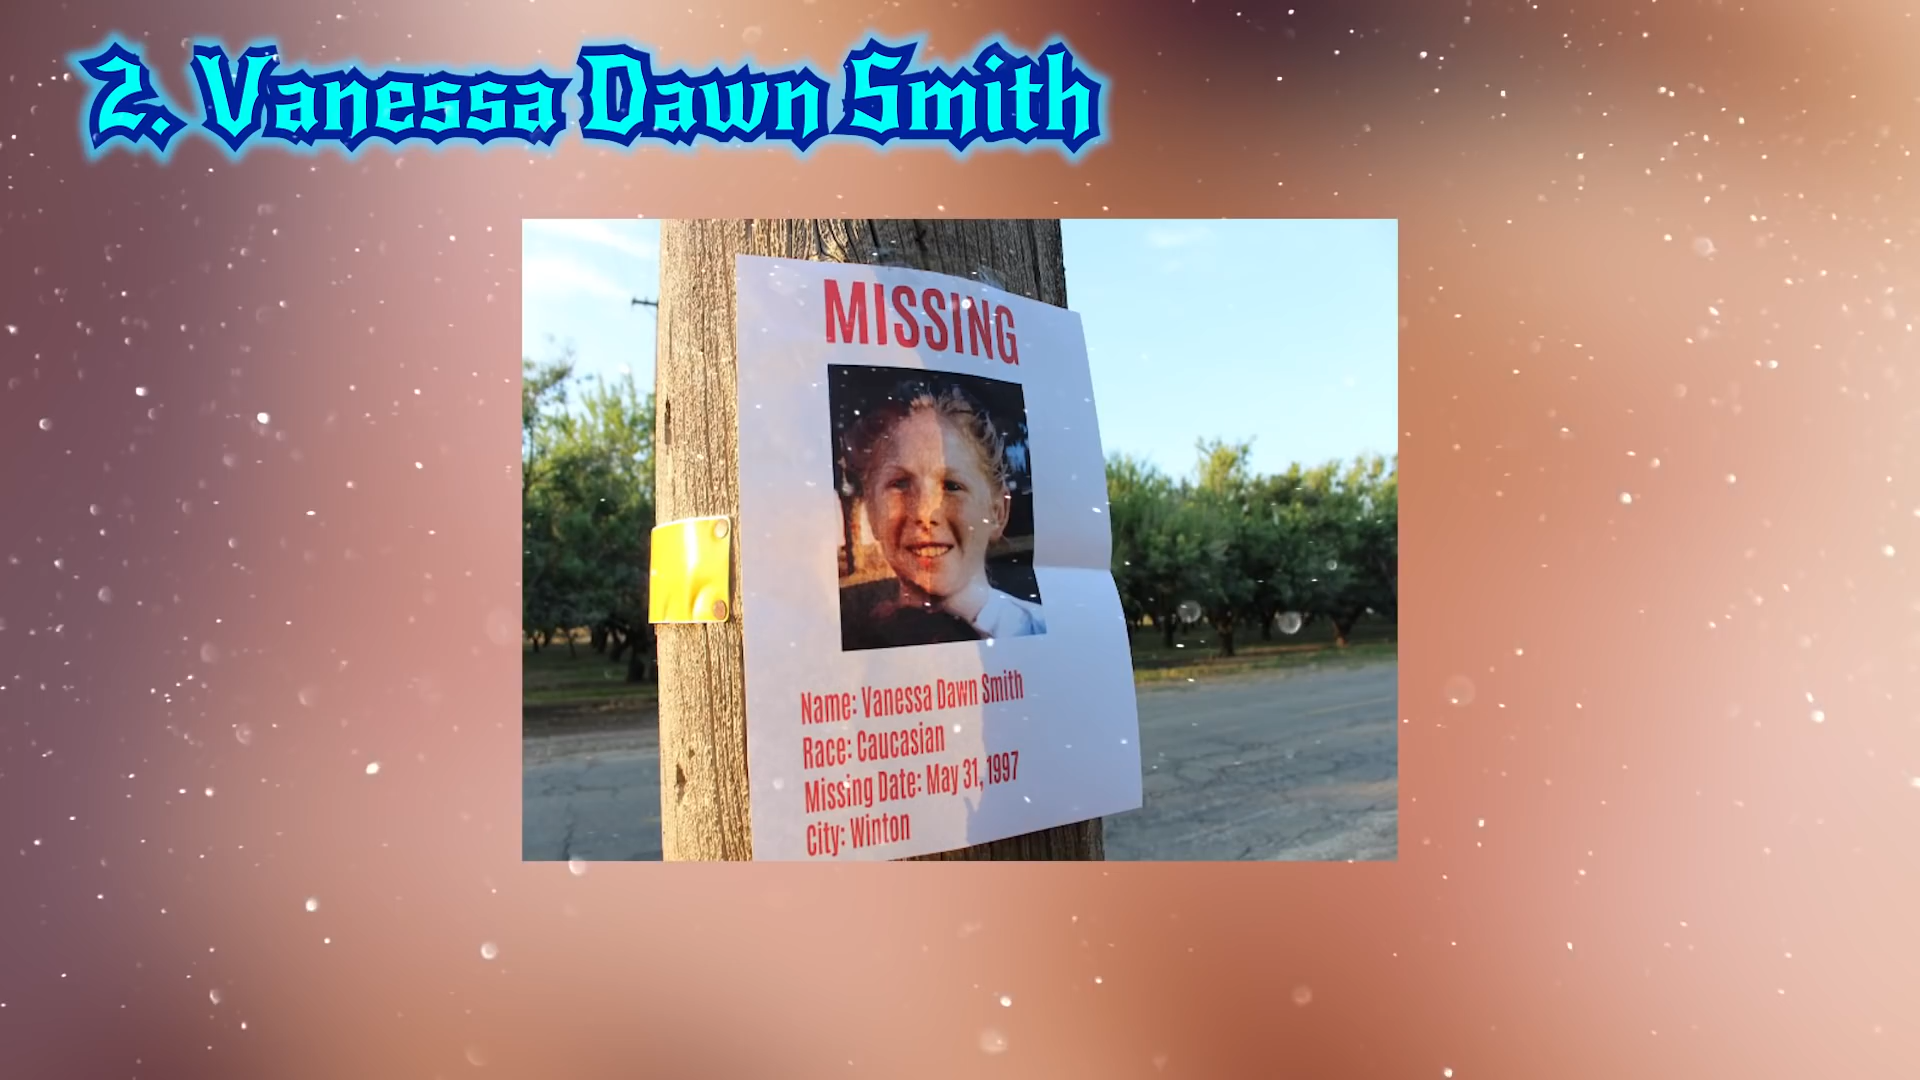 2. Vanessa Dawn Smith
MISSING
Name: Vanessa Dawn Smith
Race: Caucasian
Missing Date: May 31, 1997
City: Winton